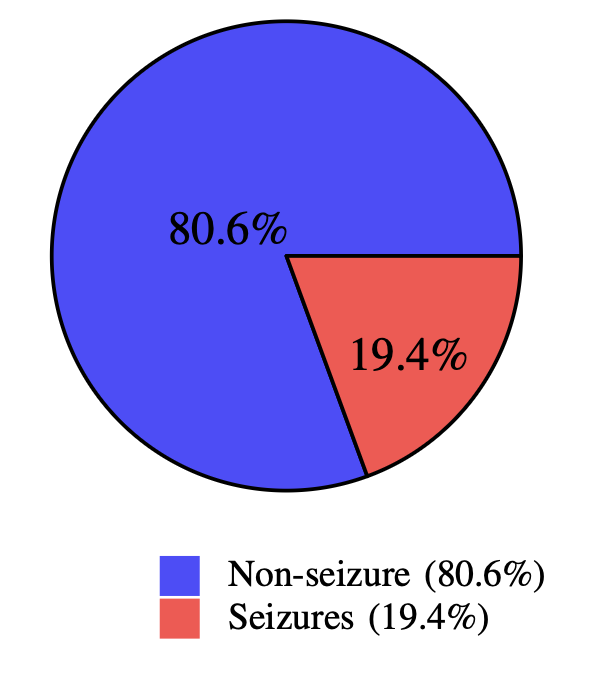 80.6%
19.4%
Non-seizure (80.6%)
Seizures (19.4%)